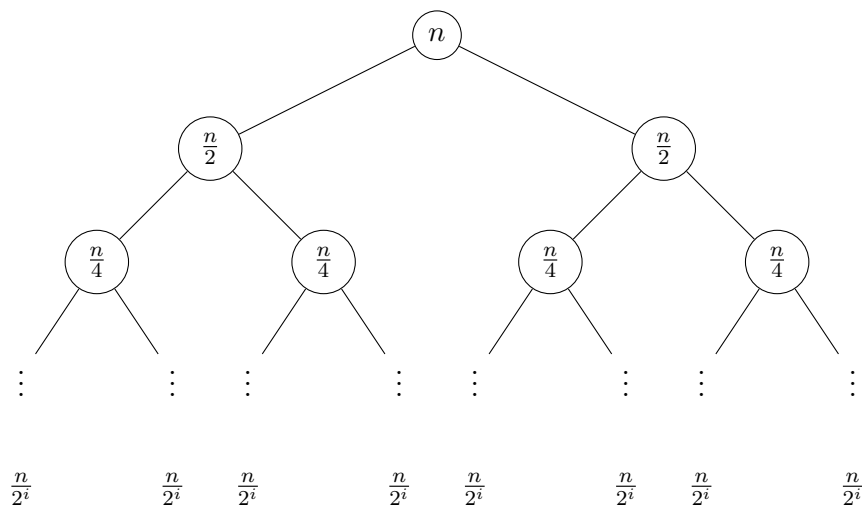 n
n/2 n/2
n/4 n/4 n/4 n/4
⋮ ⋮ ⋮ ⋮ ⋮ ⋮ ⋮ ⋮
n/2^i n/2^i n/2^i n/2^i n/2^i n/2^i n/2^i n/2^i